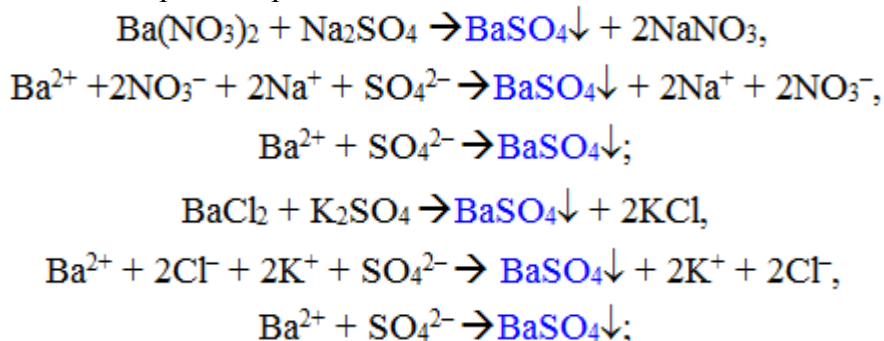 Ba(NO₃)₂ + Na₂SO₄ →BaSO₄↓ + 2NaNO₃,
Ba²⁺ +2NO₃⁻ + 2Na⁺ + SO₄²⁻ →BaSO₄↓ + 2Na⁺ + 2NO₃⁻,
Ba²⁺ + SO₄²⁻ →BaSO₄↓;
BaCl₂ + K₂SO₄ →BaSO₄↓ + 2KCl,
Ba²⁺ + 2Cl⁻ + 2K⁺ + SO₄²⁻ → BaSO₄↓ + 2K⁺ + 2Cl⁻,
Ba²⁺ + SO₄²⁻ →BaSO₄↓;